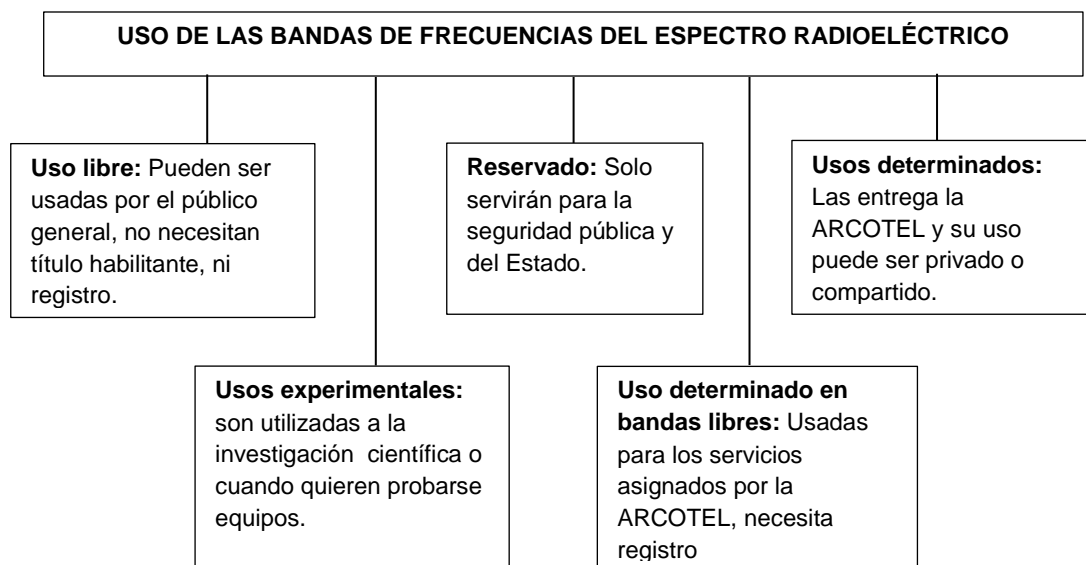 USO DE LAS BANDAS DE FRECUENCIAS DEL ESPECTRO RADIOELÉCTRICO
Uso libre: Pueden ser
usadas por el público
general, no necesitan
título habilitante, ni
registro.
Reservado: Solo
servirán para la
seguridad pública y
del Estado.
Usos determinados:
Las entrega la
ARCOTEL y su uso
puede ser privado o
compartido.
Usos experimentales:
son utilizadas a la
investigación científica o
cuando quieren probarse
equipos.
Uso determinado en
bandas libres: Usadas
para los servicios
asignados por la
ARCOTEL, necesita
registro